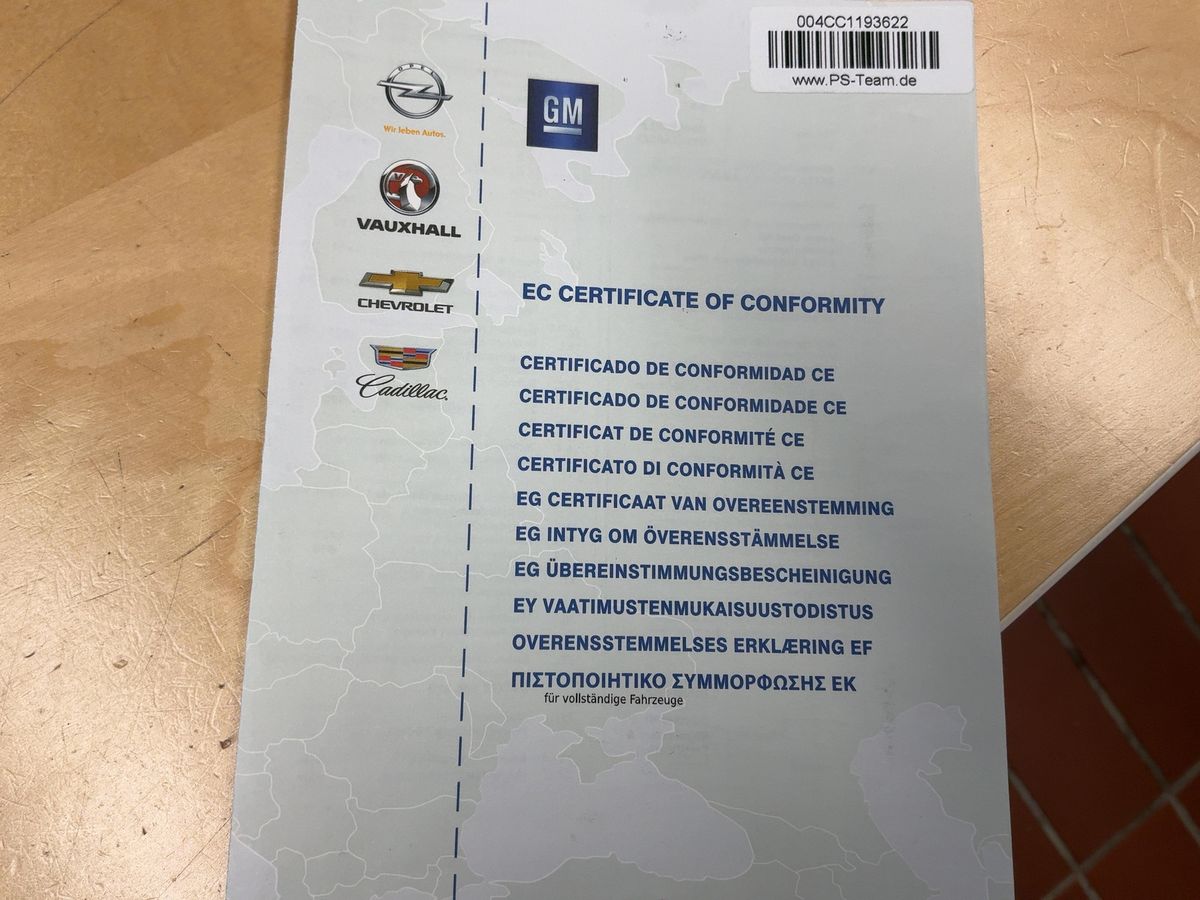 004CC1193622
www.PS-Team.de
OPEL
Wir leben Autos.
GM
VAUXHALL
CHEVROLET
Cadillac
EC CERTIFICATE OF CONFORMITY
CERTIFICADO DE CONFORMIDAD CE
CERTIFICADO DE CONFORMIDADE CE
CERTIFICAT DE CONFORMITÉ CE
CERTIFICATO DI CONFORMITÀ CE
EG CERTIFICAAT VAN OVEREENSTEMMING
EG INTYG OM ÖVERENSSTÄMMELSE
EG ÜBEREINSTIMMUNGSBESCHEINIGUNG
EY VAATIMUSTENMUKAISUUSTODISTUS
OVERENSSTEMMELSES ERKLÆRING EF
ΠΙΣΤΟΠΟΙΗΤΙΚΟ ΣΥΜΜΟΡΦΩΣΗΣ ΕΚ
für vollständige Fahrzeuge